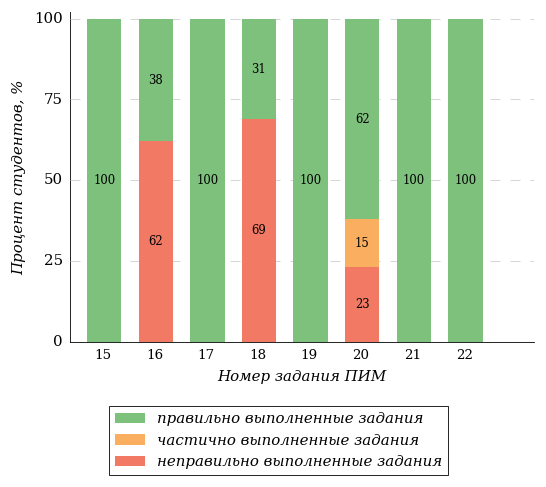 Процент студентов, %
100
75
50
25
0
100
38
62
100
31
69
100
62
15
23
100
100
15 16 17 18 19 20 21 22
Номер задания ПИМ
правильно выполненные задания
частично выполненные задания
неправильно выполненные задания